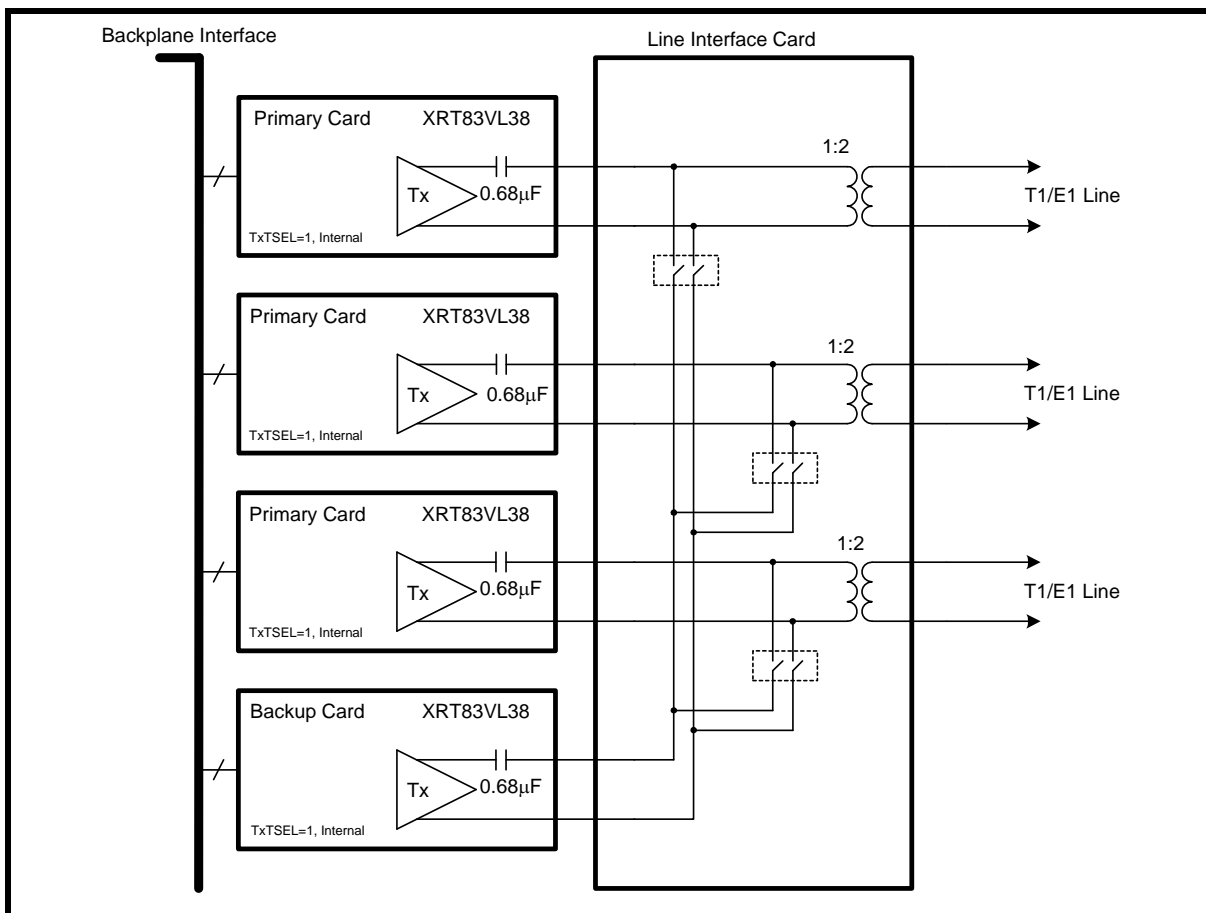 Backplane Interface
Line Interface Card
Primary Card XRT83VL38
Tx
0.68µF
TxTSEL=1, Internal
1:2
T1/E1 Line
Primary Card XRT83VL38
Tx
0.68µF
TxTSEL=1, Internal
1:2
T1/E1 Line
Primary Card XRT83VL38
Tx
0.68µF
TxTSEL=1, Internal
1:2
T1/E1 Line
Backup Card XRT83VL38
Tx
0.68µF
TxTSEL=1, Internal